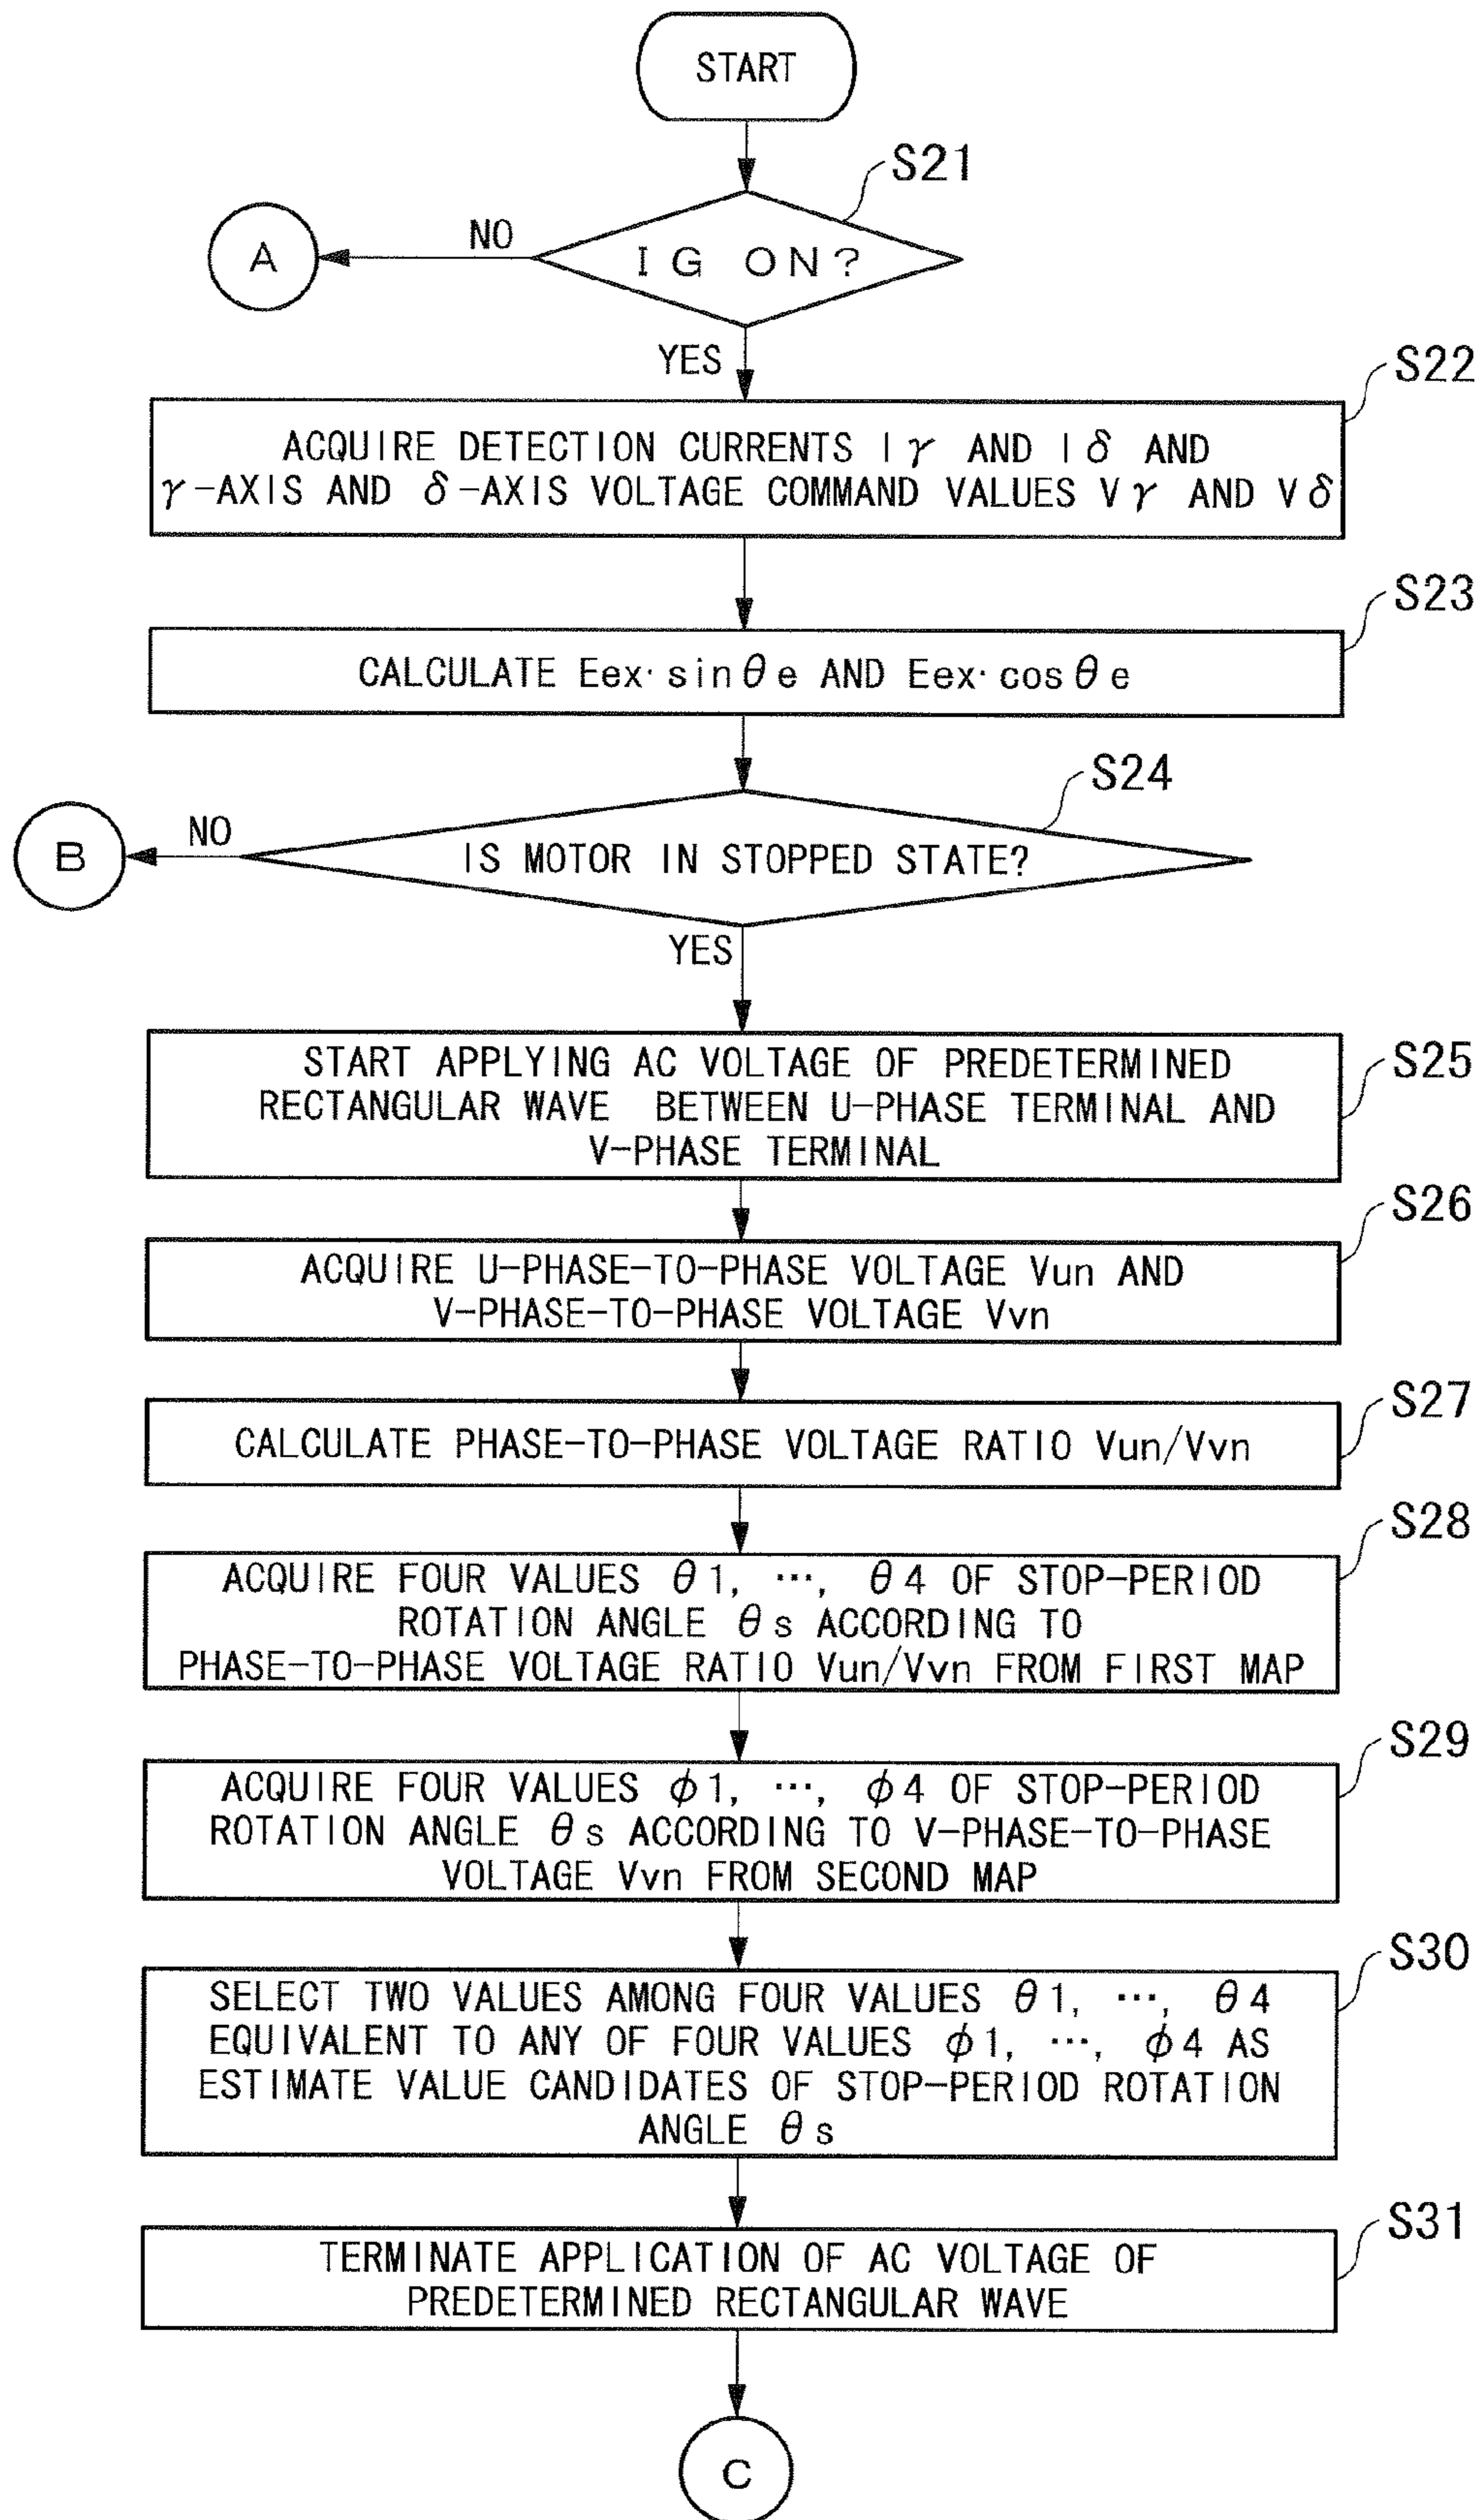 START
S21
A
NO
IG ON?
YES
S22
ACQUIRE DETECTION CURRENTS Iγ AND Iδ AND
γ-AXIS AND δ-AXIS VOLTAGE COMMAND VALUES Vγ AND Vδ
S23
CALCULATE Eex·sinθe AND Eex·cosθe
S24
B
NO
IS MOTOR IN STOPPED STATE?
YES
S25
START APPLYING AC VOLTAGE OF PREDETERMINED
RECTANGULAR WAVE BETWEEN U-PHASE TERMINAL AND
V-PHASE TERMINAL
S26
ACQUIRE U-PHASE-TO-PHASE VOLTAGE Vun AND
V-PHASE-TO-PHASE VOLTAGE Vvn
S27
CALCULATE PHASE-TO-PHASE VOLTAGE RATIO Vun/Vvn
S28
ACQUIRE FOUR VALUES θ1, …, θ4 OF STOP-PERIOD
ROTATION ANGLE θs ACCORDING TO
PHASE-TO-PHASE VOLTAGE RATIO Vun/Vvn FROM FIRST MAP
S29
ACQUIRE FOUR VALUES φ1, …, φ4 OF STOP-PERIOD
ROTATION ANGLE θs ACCORDING TO V-PHASE-TO-PHASE
VOLTAGE Vvn FROM SECOND MAP
S30
SELECT TWO VALUES AMONG FOUR VALUES θ1, …, θ4
EQUIVALENT TO ANY OF FOUR VALUES φ1, …, φ4 AS
ESTIMATE VALUE CANDIDATES OF STOP-PERIOD ROTATION
ANGLE θs
S31
TERMINATE APPLICATION OF AC VOLTAGE OF
PREDETERMINED RECTANGULAR WAVE
C